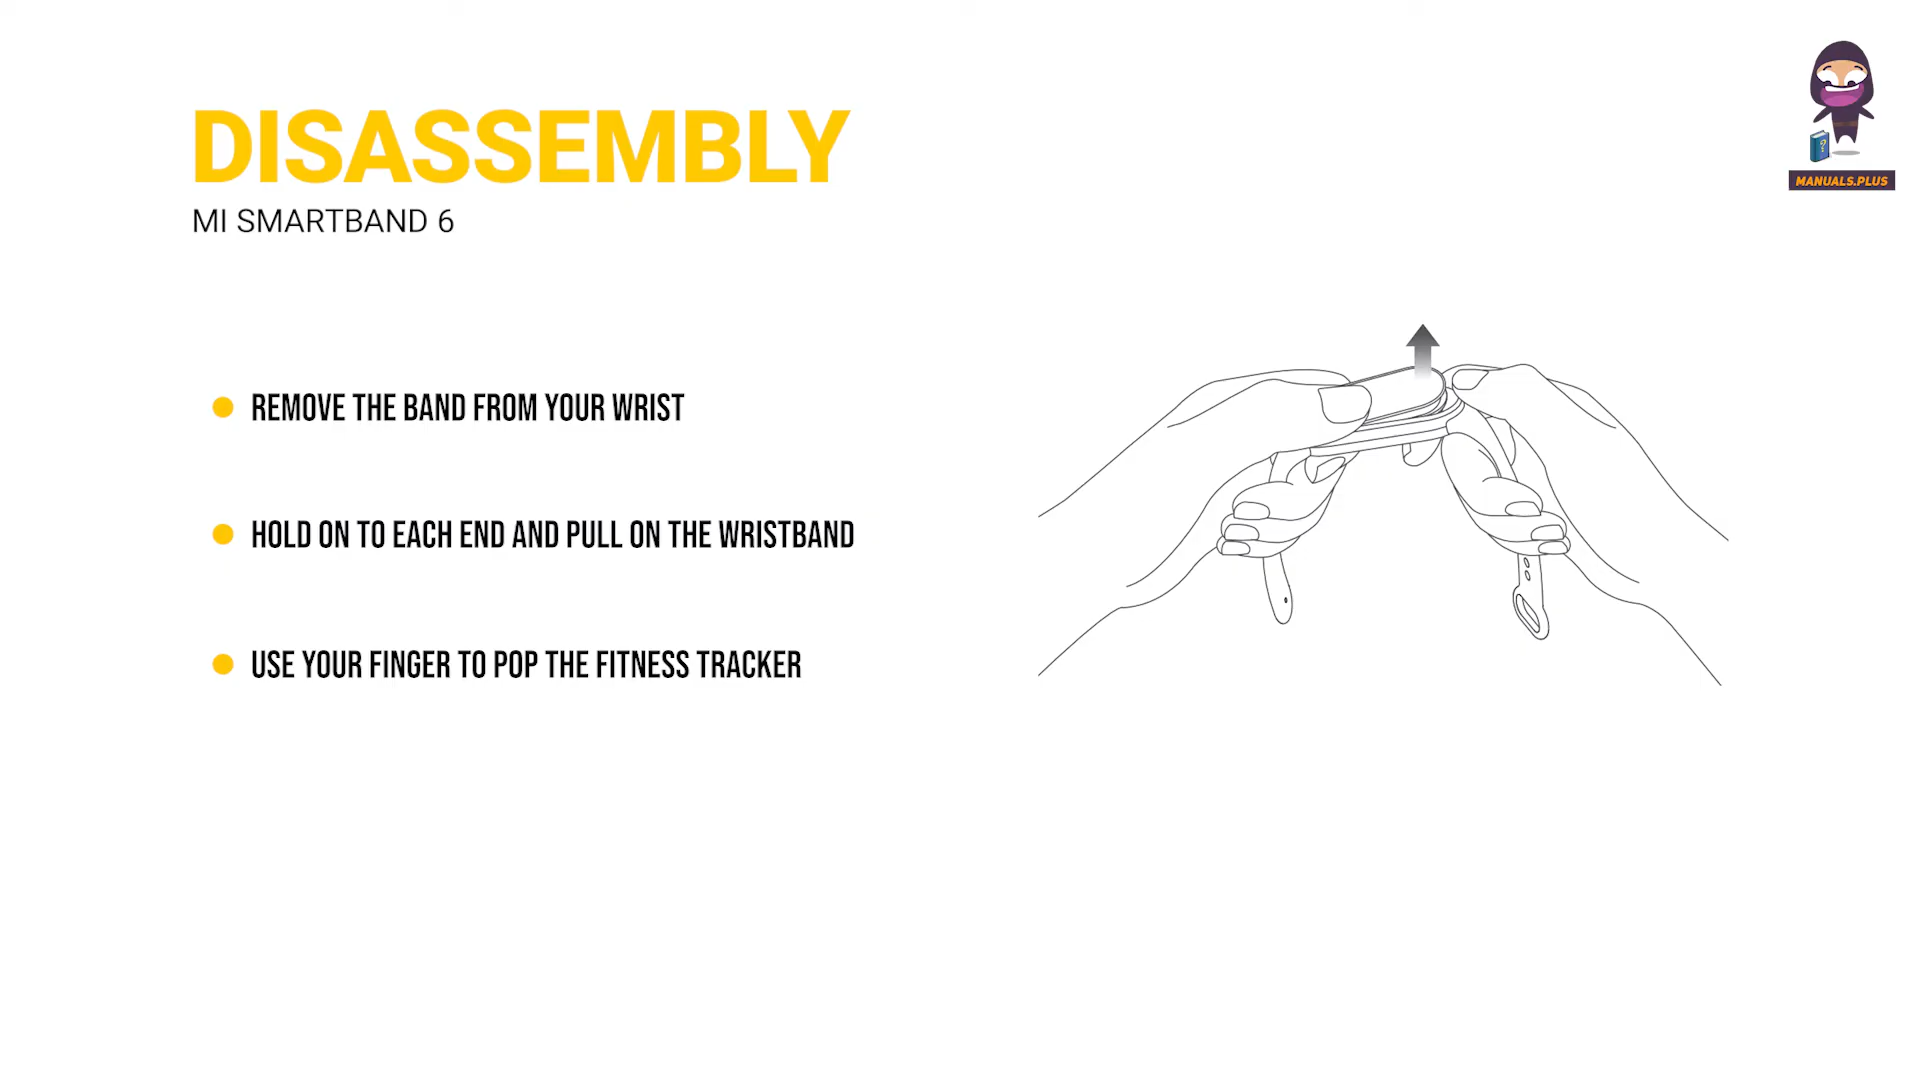 DISASSEMBLY
MI SMARTBAND 6
REMOVE THE BAND FROM YOUR WRIST
HOLD ON TO EACH END AND PULL ON THE WRISTBAND
USE YOUR FINGER TO POP THE FITNESS TRACKER
?
MANUALS.PLUS